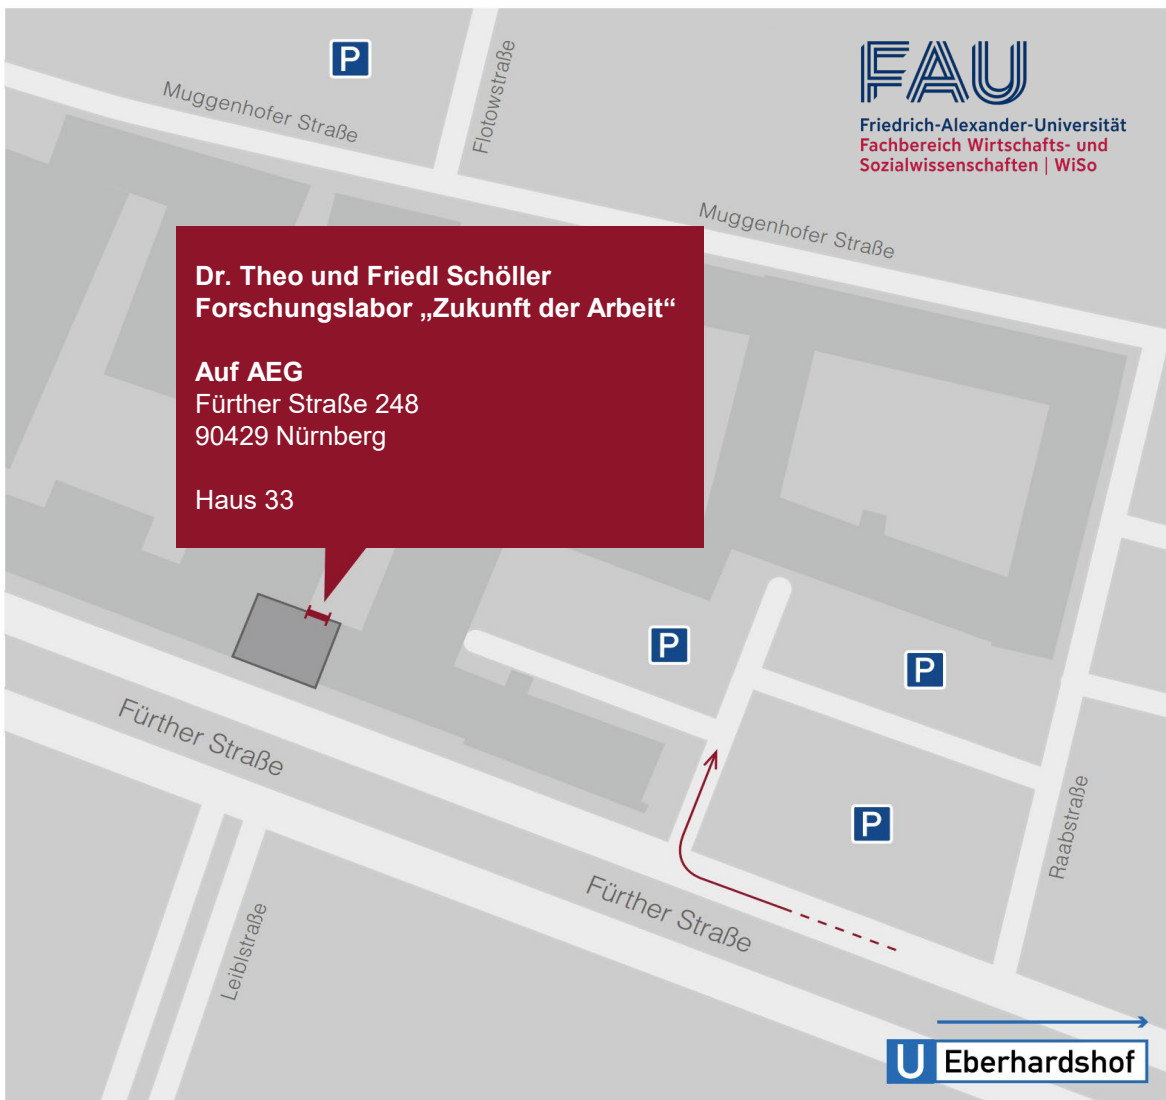 P
Flotowstraße
Muggenhofer Straße
FAU
Friedrich-Alexander-Universität
Fachbereich Wirtschafts- und
Sozialwissenschaften | WiSo
Muggenhofer Straße
Dr. Theo und Friedl Schöller
Forschungslabor „Zukunft der Arbeit“
Auf AEG
Fürther Straße 248
90429 Nürnberg
Haus 33
P
P
Fürther Straße
P
Raabstraße
Fürther Straße
Leiblstraße
U Eberhardshof